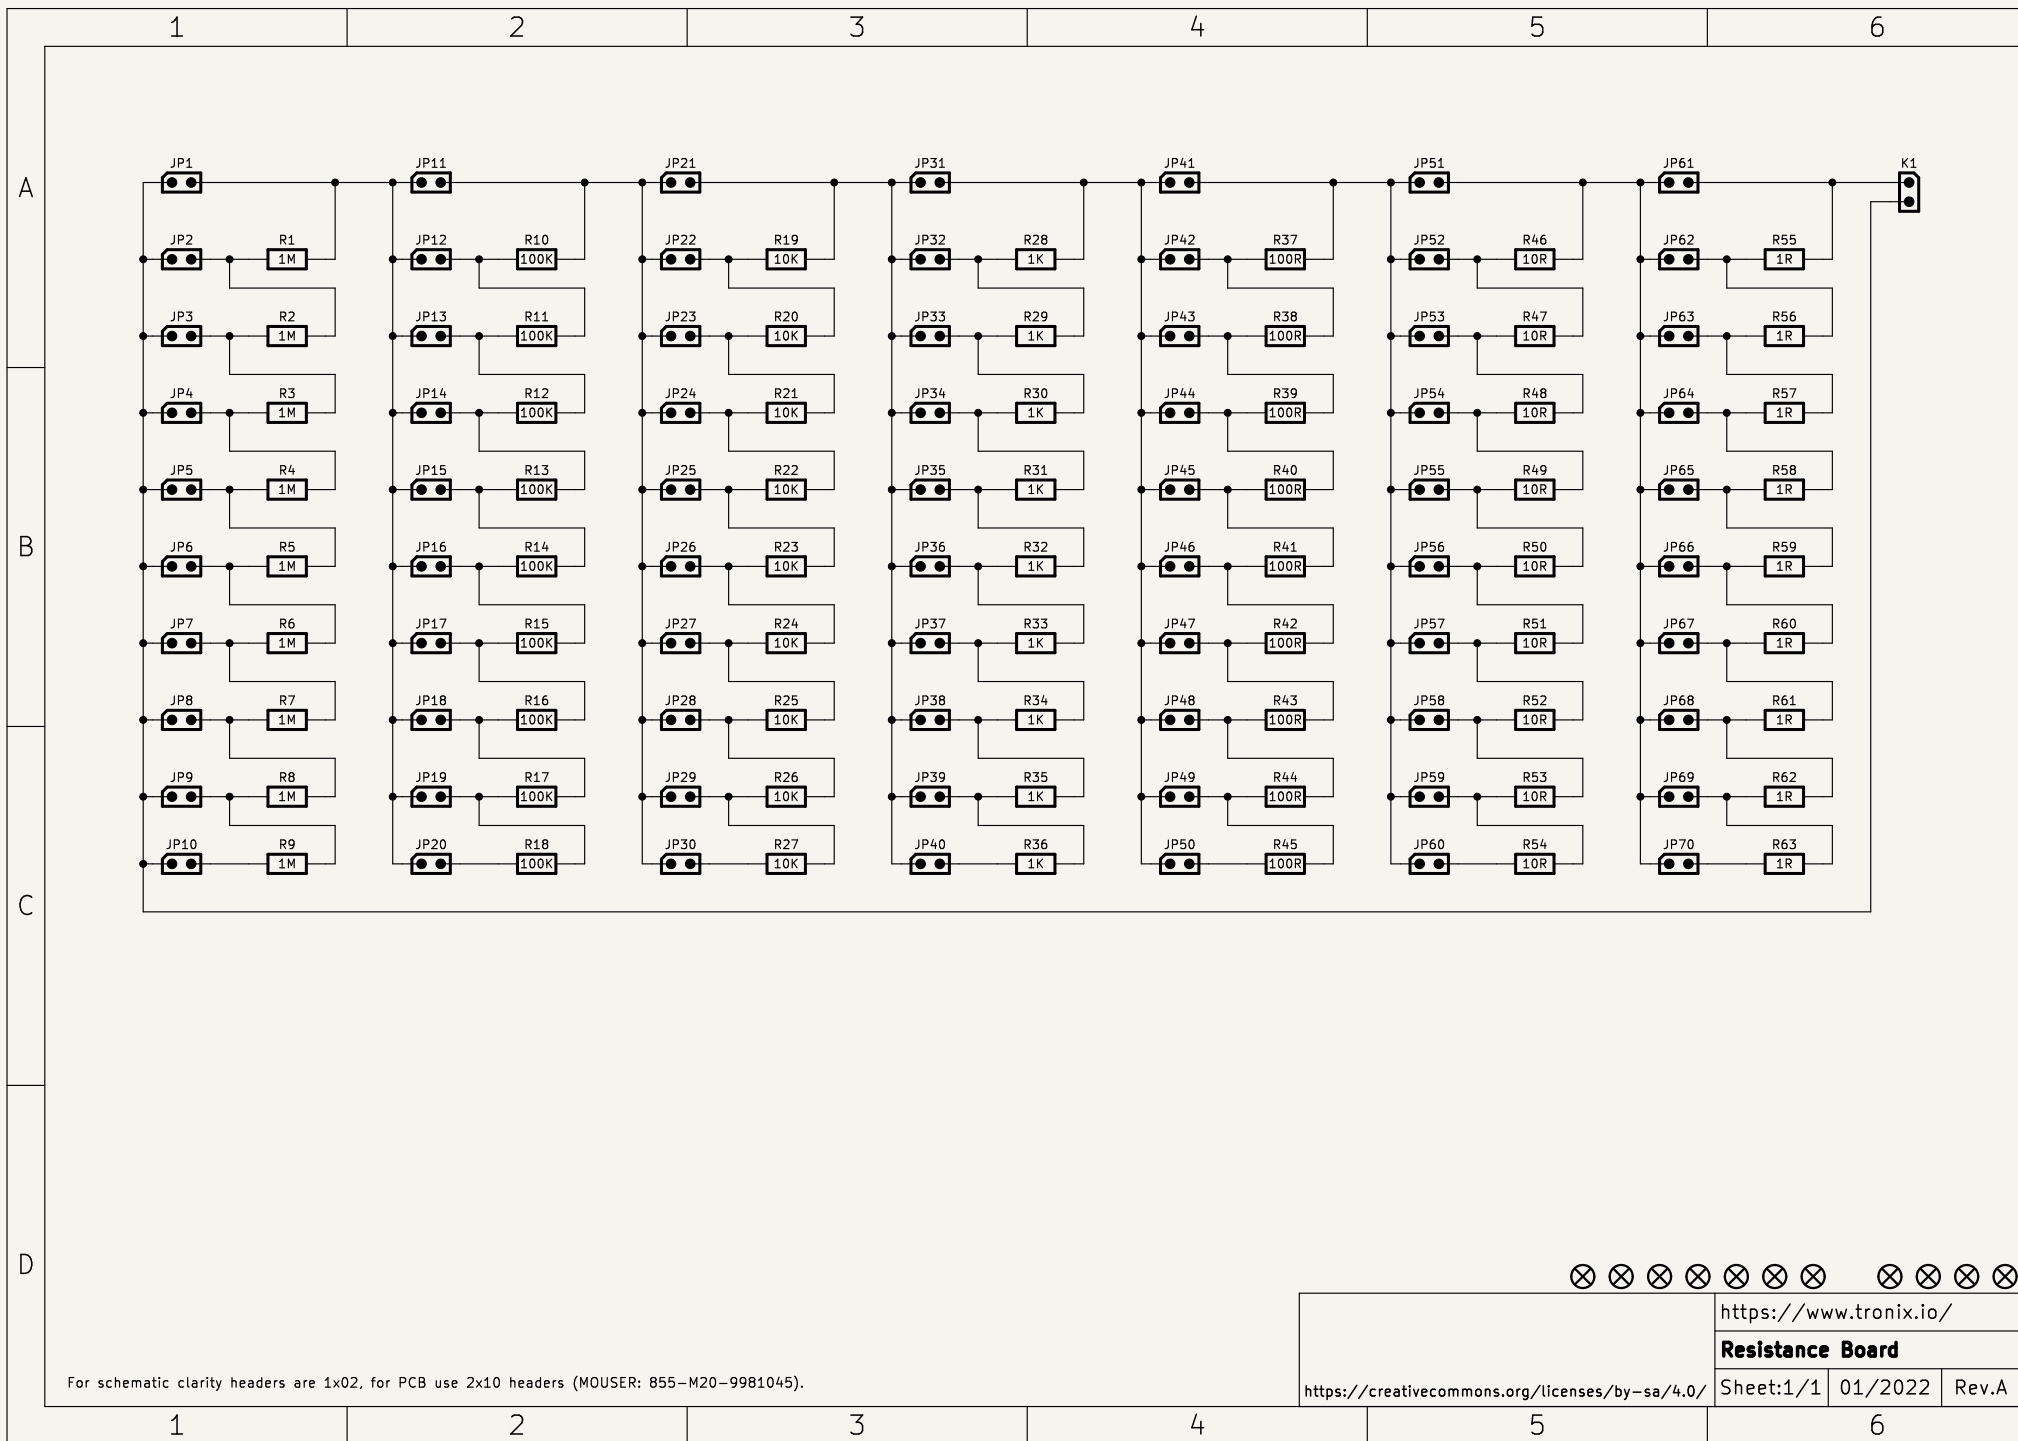 1 2 3 4 5 6
A
JP1 JP11 JP21 JP31 JP41 JP51 JP61 K1
JP2 R1 JP12 R10 JP22 R19 JP32 R28 JP42 R37 JP52 R46 JP62 R55
1M 100K 10K 1K 100R 10R 1R
JP3 R2 JP13 R11 JP23 R20 JP33 R29 JP43 R38 JP53 R47 JP63 R56
1M 100K 10K 1K 100R 10R 1R
JP4 R3 JP14 R12 JP24 R21 JP34 R30 JP44 R39 JP54 R48 JP64 R57
1M 100K 10K 1K 100R 10R 1R
JP5 R4 JP15 R13 JP25 R22 JP35 R31 JP45 R40 JP55 R49 JP65 R58
1M 100K 10K 1K 100R 10R 1R
B
JP6 R5 JP16 R14 JP26 R23 JP36 R32 JP46 R41 JP56 R50 JP66 R59
1M 100K 10K 1K 100R 10R 1R
JP7 R6 JP17 R15 JP27 R24 JP37 R33 JP47 R42 JP57 R51 JP67 R60
1M 100K 10K 1K 100R 10R 1R
JP8 R7 JP18 R16 JP28 R25 JP38 R34 JP48 R43 JP58 R52 JP68 R61
1M 100K 10K 1K 100R 10R 1R
JP9 R8 JP19 R17 JP29 R26 JP39 R35 JP49 R44 JP59 R53 JP69 R62
1M 100K 10K 1K 100R 10R 1R
JP10 R9 JP20 R18 JP30 R27 JP40 R36 JP50 R45 JP60 R54 JP70 R63
1M 100K 10K 1K 100R 10R 1R
C
D
https://www.tronix.io/
Resistance Board
For schematic clarity headers are 1x02, for PCB use 2x10 headers (MOUSER: 855-M20-9981045).
https://creativecommons.org/licenses/by-sa/4.0/
Sheet:1/1 01/2022 Rev.A
1 2 3 4 5 6